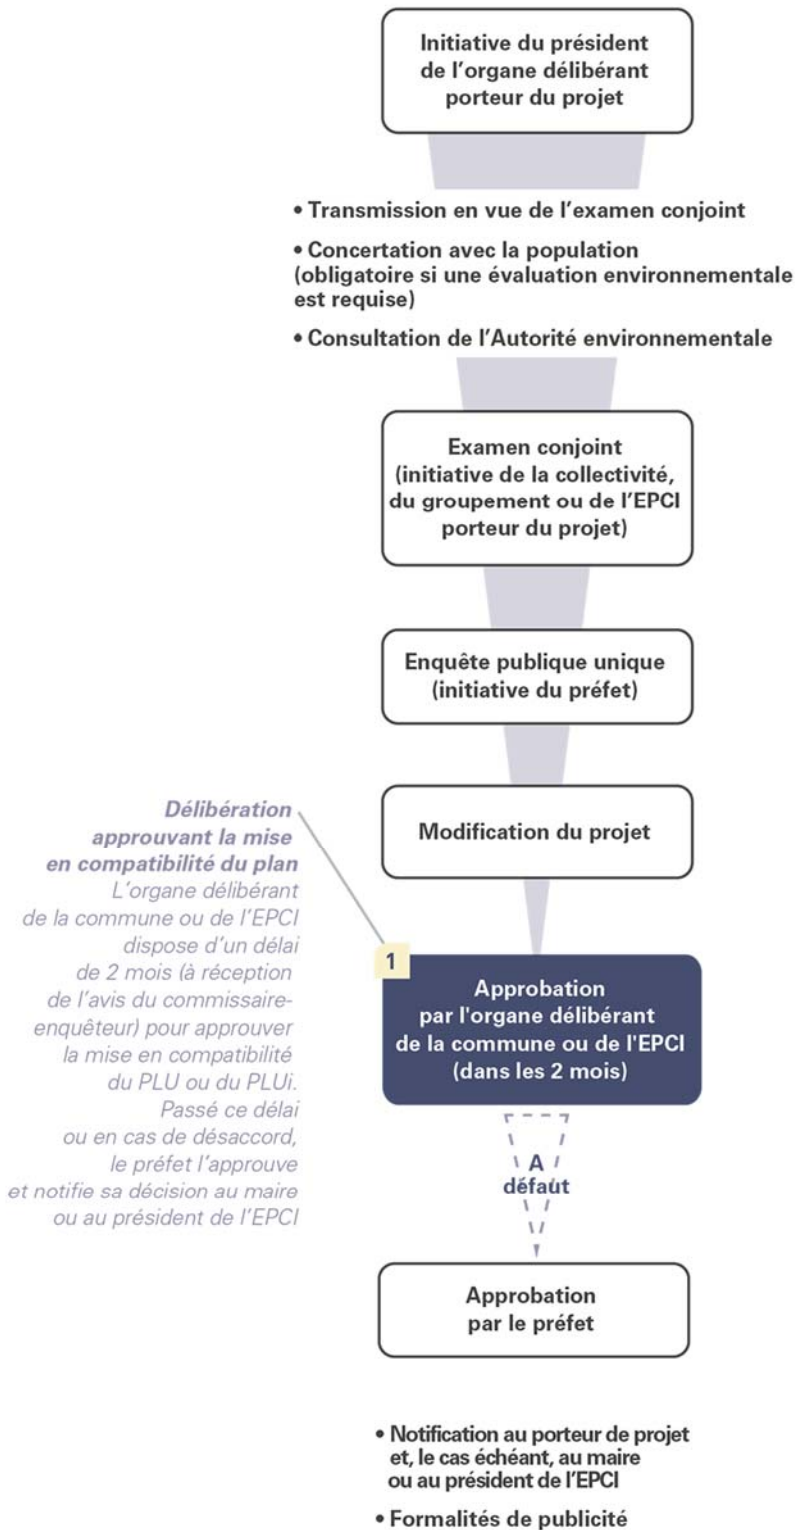 Initiative du président
de l'organe délibérant
porteur du projet
• Transmission en vue de l'examen conjoint
• Concertation avec la population
(obligatoire si une évaluation environnementale
est requise)
• Consultation de l'Autorité environnementale
Examen conjoint
(initiative de la collectivité,
du groupement ou de l'EPCI
porteur du projet)
Enquête publique unique
(initiative du préfet)
Modification du projet
Délibération
approuvant la mise
en compatibilité du plan
L'organe délibérant
de la commune ou de l'EPCI
dispose d'un délai
de 2 mois (à réception
de l'avis du commissaire-
enquêteur) pour approuver
la mise en compatibilité
du PLU ou du PLUi.
Passé ce délai
ou en cas de désaccord,
le préfet l'approuve
et notifie sa décision au maire
ou au président de l'EPCI
1
Approbation
par l'organe délibérant
de la commune ou de l'EPCI
(dans les 2 mois)
A
défaut
Approbation
par le préfet
• Notification au porteur de projet
et, le cas échéant, au maire
ou au président de l'EPCI
• Formalités de publicité